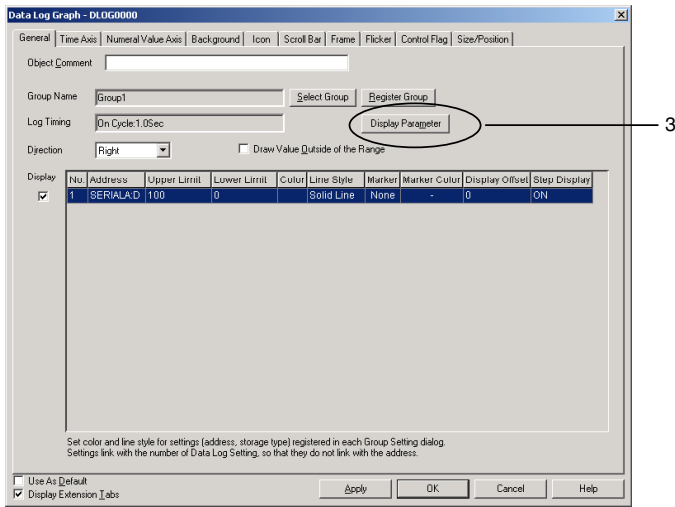 Data Log Graph - DLOG0000
General Time Axis Numeral Value Axis Background Icon Scroll Bar Frame Flicker Control Flag Size/Position
Object Comment
Group Name Group1 Select Group Register Group
Log Timing On Cycle:1.0Sec Display Parameter 3
Direction Right Draw Value Outside of the Range
Display No. Address Upper Limit Lower Limit Color Line Style Marker Marker Color Display Offset Step Display
1 SERIALA:D 100 0 Solid Line None - 0 ON
Set color and line style for settings (address, storage type) registered in each Group Setting dialog.
Settings link with the number of Data Log Setting, so that they do not link with the address.
Use As Default
Display Extension Tabs Apply OK Cancel Help